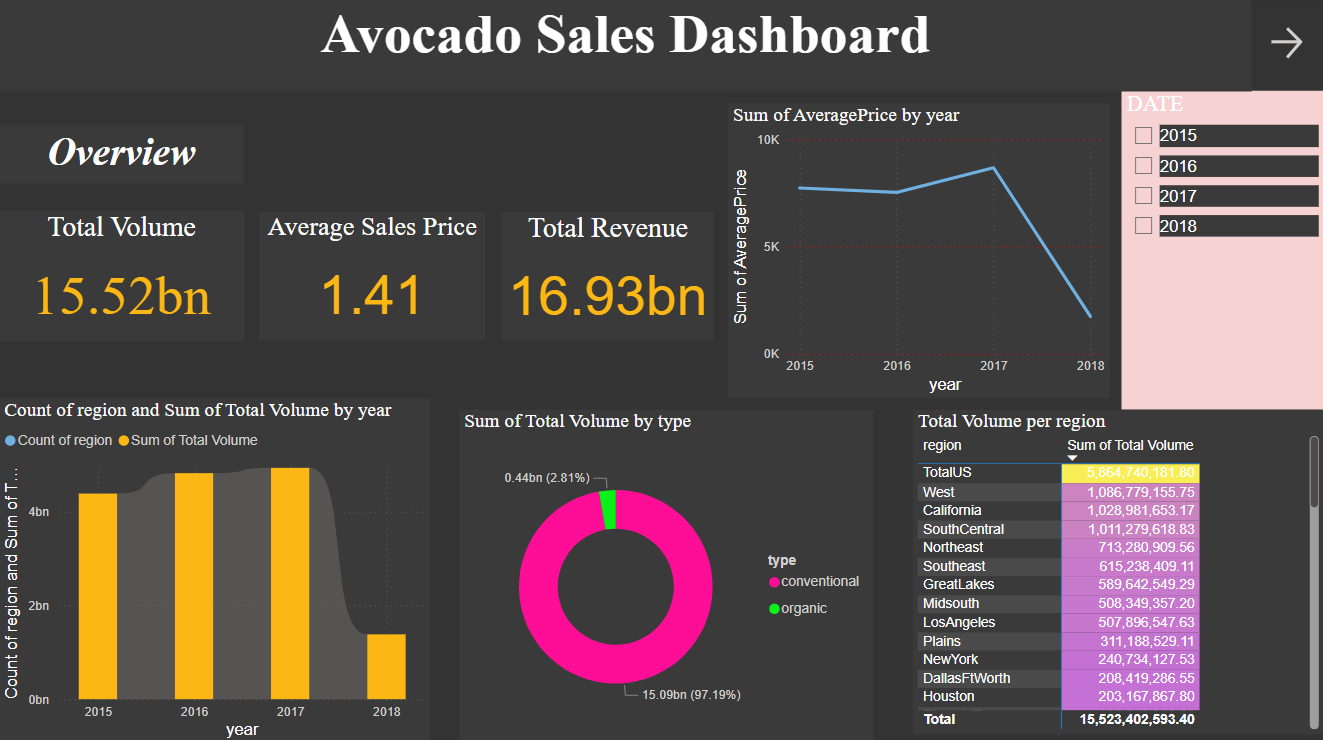 Avocado Sales Dashboard
Overview
Total Volume
15.52bn
Average Sales Price
1.41
Total Revenue
16.93bn
Sum of AveragePrice by year
Sum of AveragePrice
10K
5K
0K
2015 2016 2017 2018
year
DATE
2015
2016
2017
2018
Count of region and Sum of Total Volume by year
Count of region Sum of Total Volume
Count of region and Sum of T...
4bn
2bn
0bn
2015 2016 2017 2018
year
Sum of Total Volume by type
0.44bn (2.81%)
15.09bn (97.19%)
type
conventional
organic
Total Volume per region
region Sum of Total Volume
TotalUS 5,864,740,181.80
West 1,086,779,155.75
California 1,028,981,653.17
SouthCentral 1,011,279,618.83
Northeast 713,280,909.56
Southeast 615,238,409.11
GreatLakes 589,642,549.29
Midsouth 508,349,357.20
LosAngeles 507,896,547.63
Plains 311,188,529.11
NewYork 240,734,127.53
DallasFtWorth 208,419,286.55
Houston 203,167,867.80
Total 15,523,402,593.40